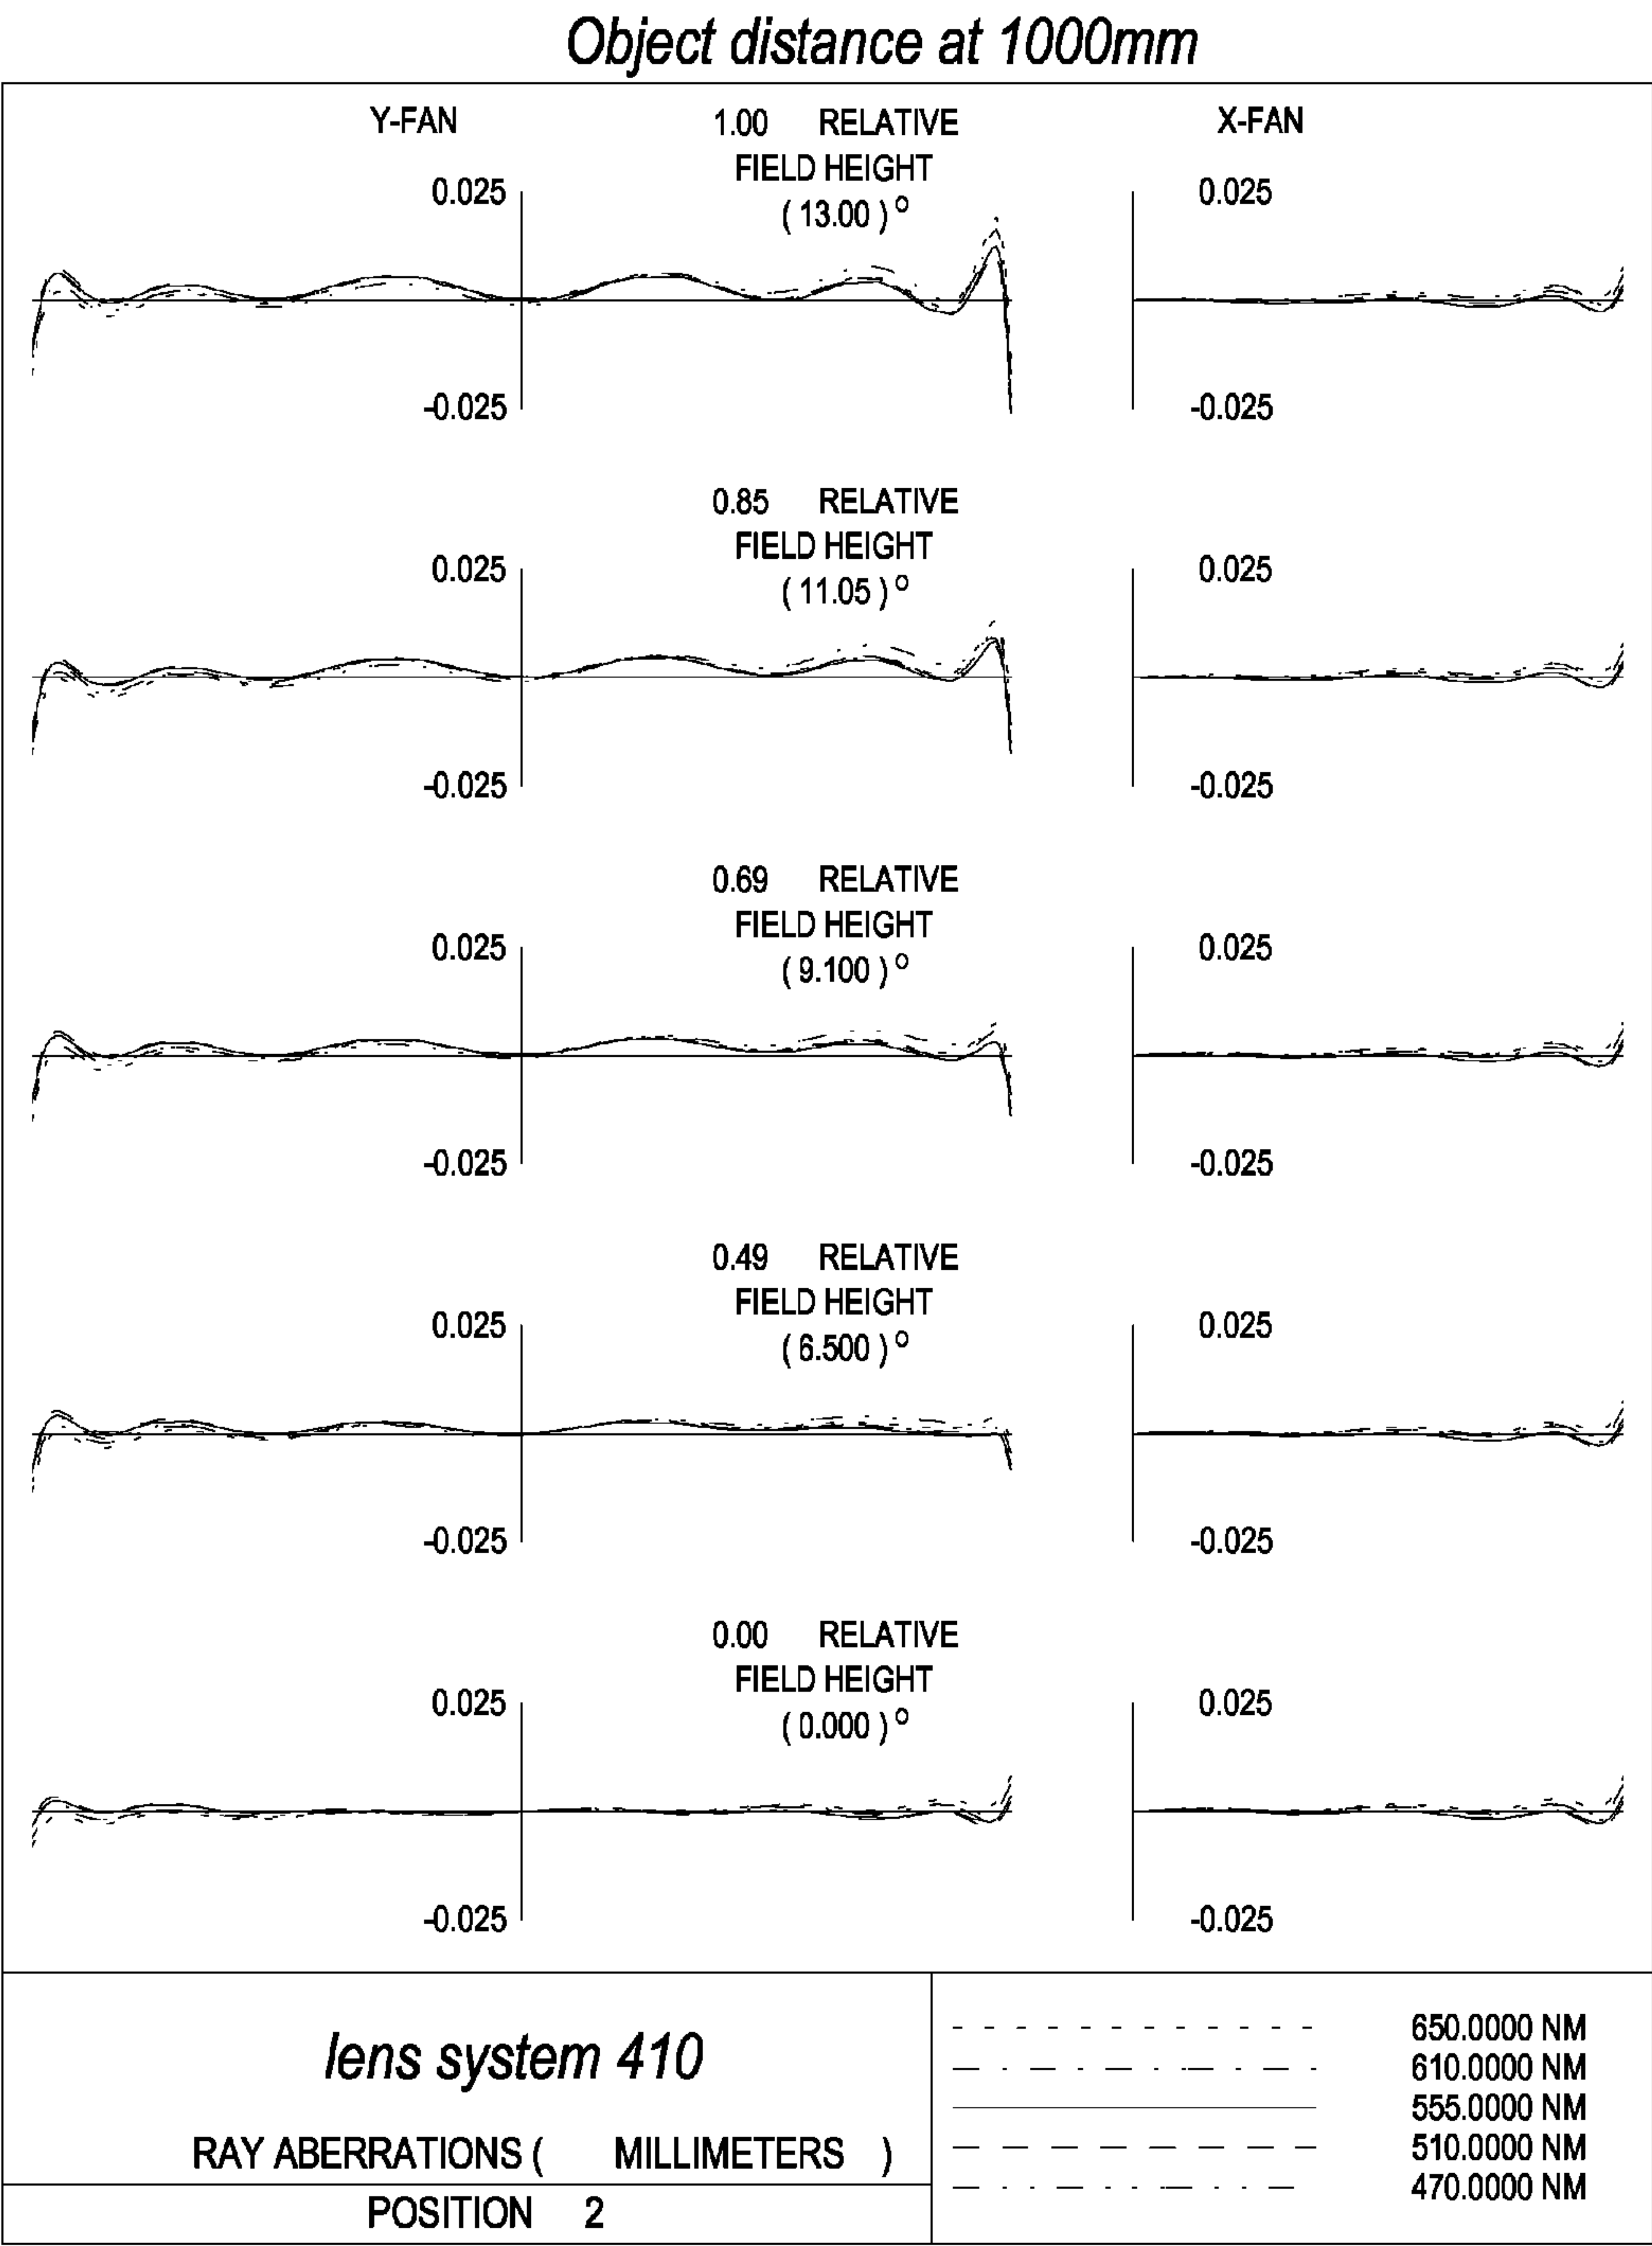 Object distance at 1000mm
Y-FAN 1.00 RELATIVE X-FAN
FIELD HEIGHT
0.025 ( 13.00 ) ° 0.025
-0.025 -0.025
0.85 RELATIVE
FIELD HEIGHT
0.025 ( 11.05 ) ° 0.025
-0.025 -0.025
0.69 RELATIVE
FIELD HEIGHT
0.025 ( 9.100 ) ° 0.025
-0.025 -0.025
0.49 RELATIVE
FIELD HEIGHT
0.025 ( 6.500 ) ° 0.025
-0.025 -0.025
0.00 RELATIVE
FIELD HEIGHT
0.025 ( 0.000 ) ° 0.025
-0.025 -0.025
lens system 410
RAY ABERRATIONS ( MILLIMETERS )
POSITION 2
650.0000 NM
610.0000 NM
555.0000 NM
510.0000 NM
470.0000 NM